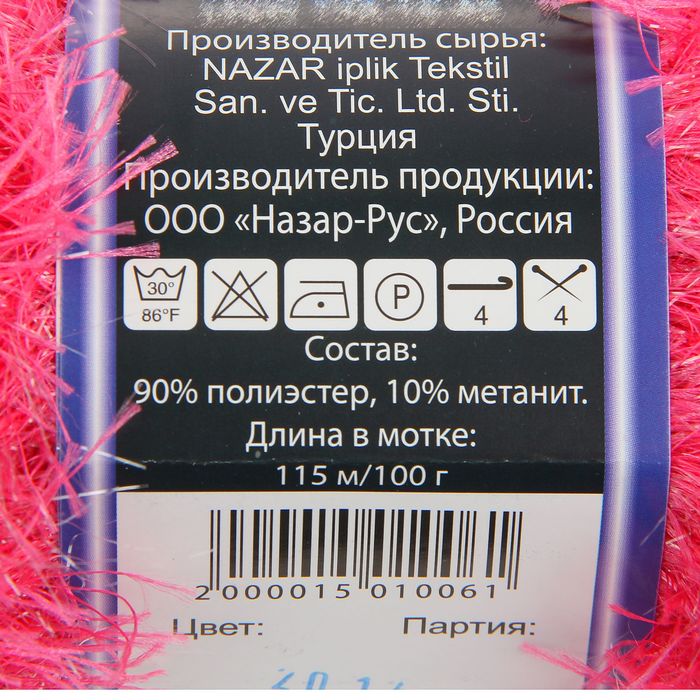 Производитель сырья:
NAZAR iplik Tekstil
San. ve Tic. Ltd. Sti.
Турция
Производитель продукции:
ООО «Назар-Рус», Россия
30° P 4 4
86°F
Состав:
90% полиэстер, 10% метанит.
Длина в мотке:
115 м/100 г
2 000015 010061
Цвет: Партия: